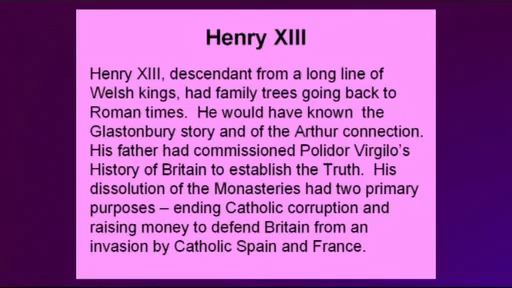 Henry XIII
Henry XIII, descendant from a long line of
Welsh kings, had family trees going back to
Roman times.  He would have known  the
Glastonbury story and of the Arthur connection.
His father had commissioned Polidor Virgilo's
History of Britain to establish the Truth.  His
dissolution of the Monasteries had two primary
purposes – ending Catholic corruption and
raising money to defend Britain from an
invasion by Catholic Spain and France.